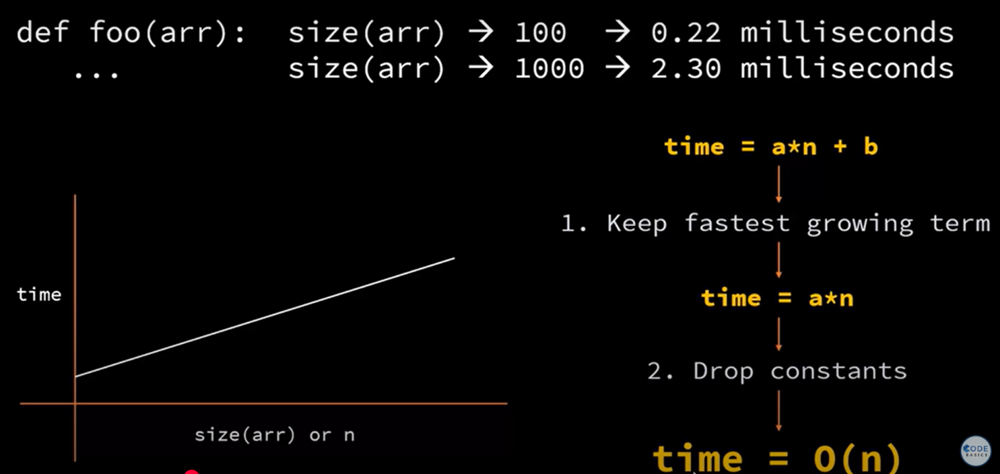 def foo(arr): size(arr) → 100 → 0.22 milliseconds
... size(arr) → 1000 → 2.30 milliseconds
time = a*n + b
1. Keep fastest growing term
time = a*n
2. Drop constants
time = O(n)
time
size(arr) or n
CODE
BASICS